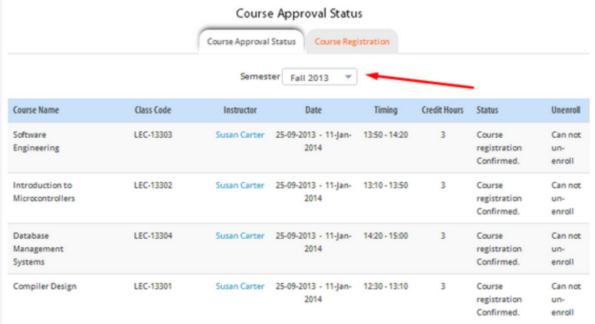 Course Approval Status
Course Approval Status Course Registration
Semester Fall 2013
Course Name Class Code Instructor Date Timing Credit Hours Status Unenroll
Software LEC-13303 Susan Carter 25-09-2013 - 11-Jan- 13:50 - 14:20 3 Course Can not
Engineering 2014 registration un-
Confirmed. enroll
Introduction to LEC-13302 Susan Carter 25-09-2013 - 11-Jan- 13:10 - 13:50 3 Course Can not
Microcontrollers 2014 registration un-
Confirmed. enroll
Database LEC-13304 Susan Carter 25-09-2013 - 11-Jan- 14:20 - 15:00 3 Course Can not
Management 2014 registration un-
Systems Confirmed. enroll
Compiler Design LEC-13301 Susan Carter 25-09-2013 - 11-Jan- 12:30 - 13:10 3 Course Can not
2014 registration un-
Confirmed. enroll